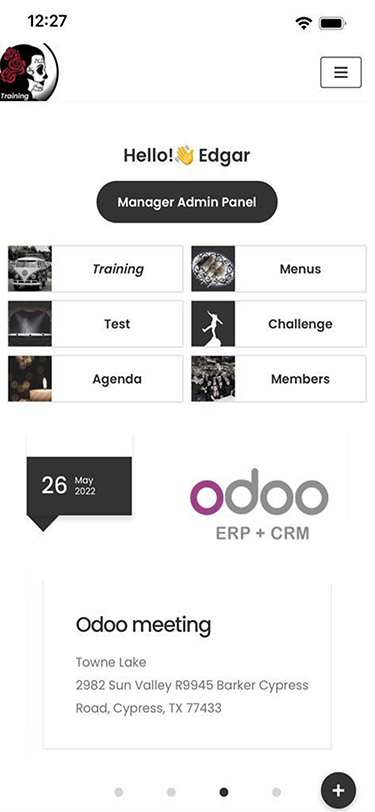 12:27
Training
Hello!👋 Edgar
Manager Admin Panel
Training
Menus
Test
Challenge
Agenda
Members
26
May
2022
odoo
ERP + CRM
Odoo meeting
Towne Lake
2982 Sun Valley R9945 Barker Cypress
Road, Cypress, TX 77433
+